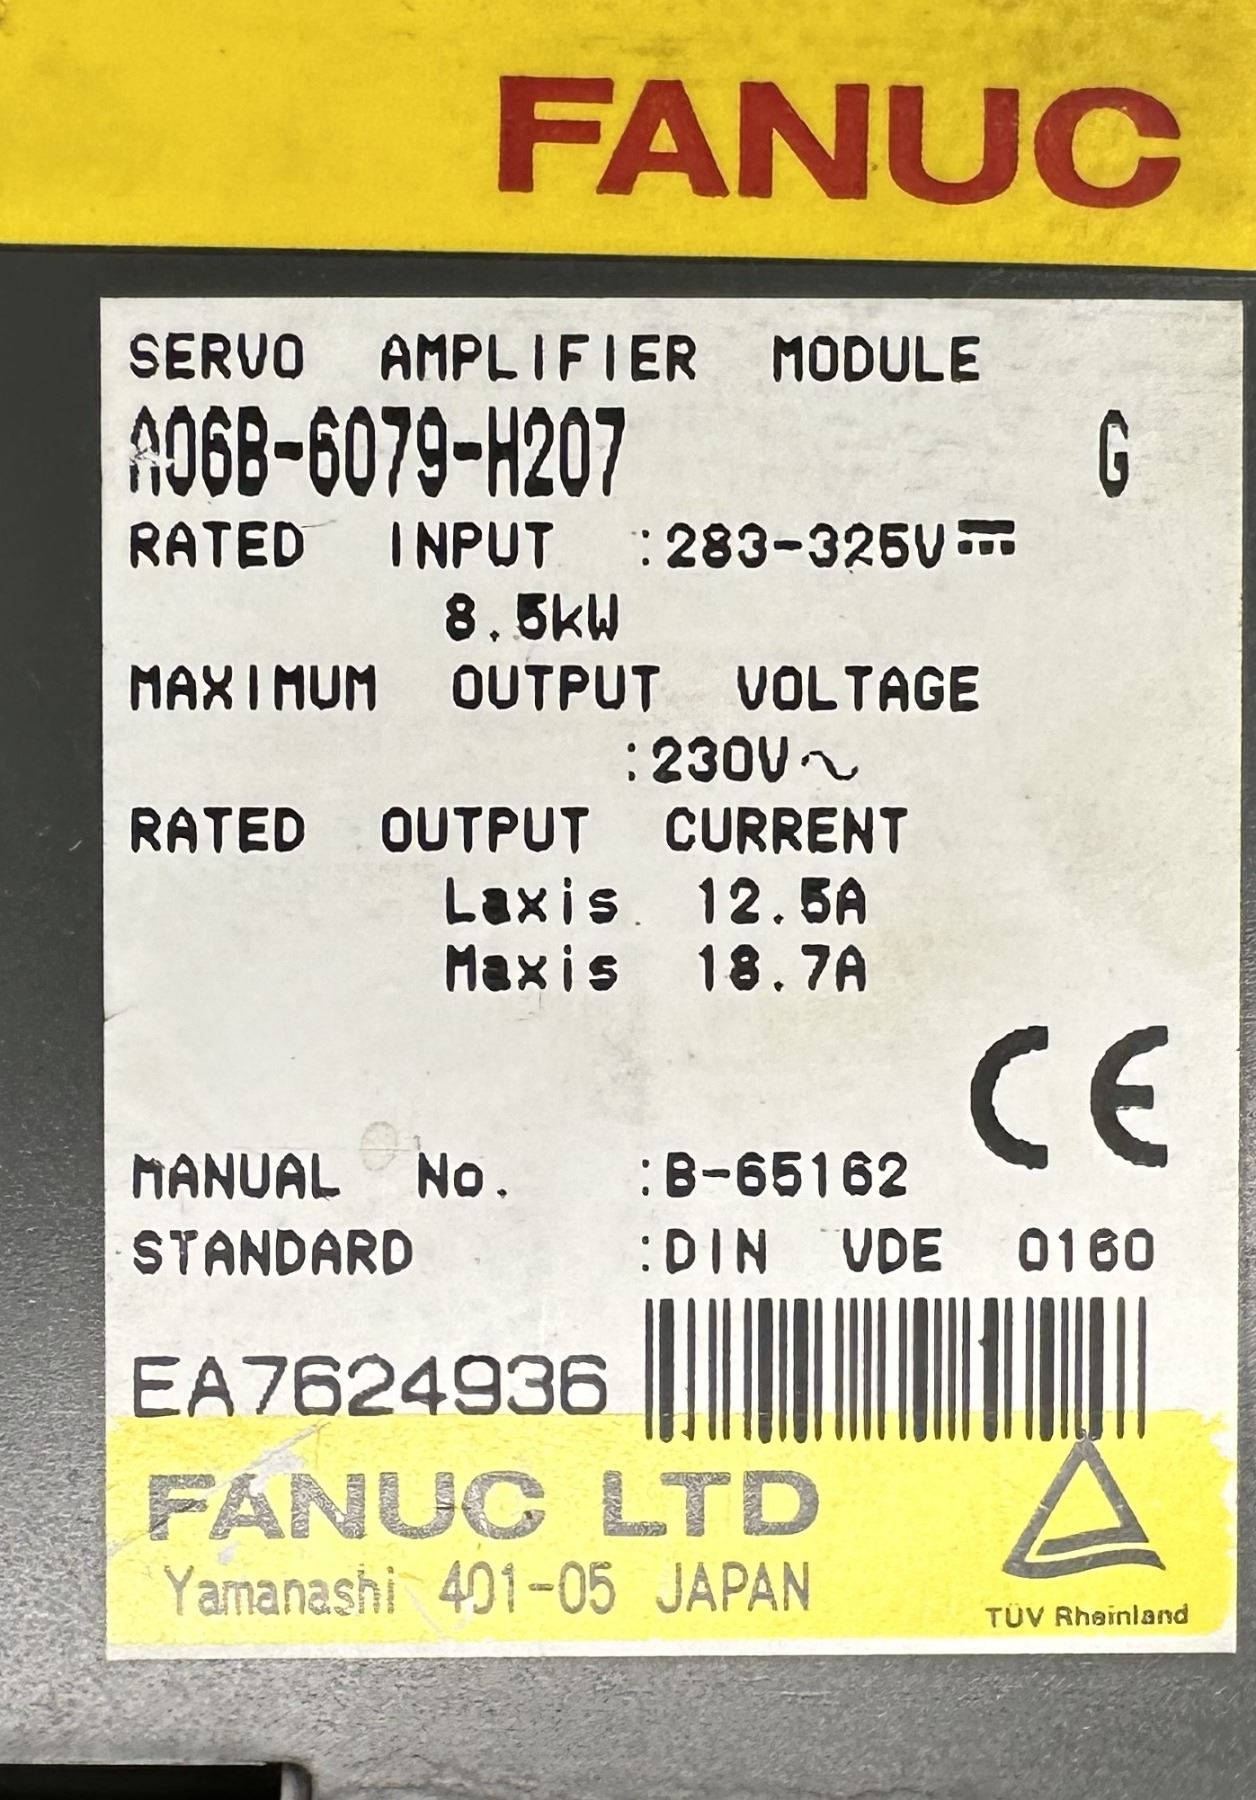 FANUC
SERVO AMPLIFIER MODULE
A06B-6079-H207 G
RATED INPUT :283-325V⎓
8.5kW
MAXIMUM OUTPUT VOLTAGE
:230V~
RATED OUTPUT CURRENT
Laxis 12.5A
Maxis 18.7A
CE
MANUAL No. :B-65162
STANDARD :DIN VDE 0160
EA7624936
FANUC LTD
Yamanashi 401-05 JAPAN
TÜV Rheinland